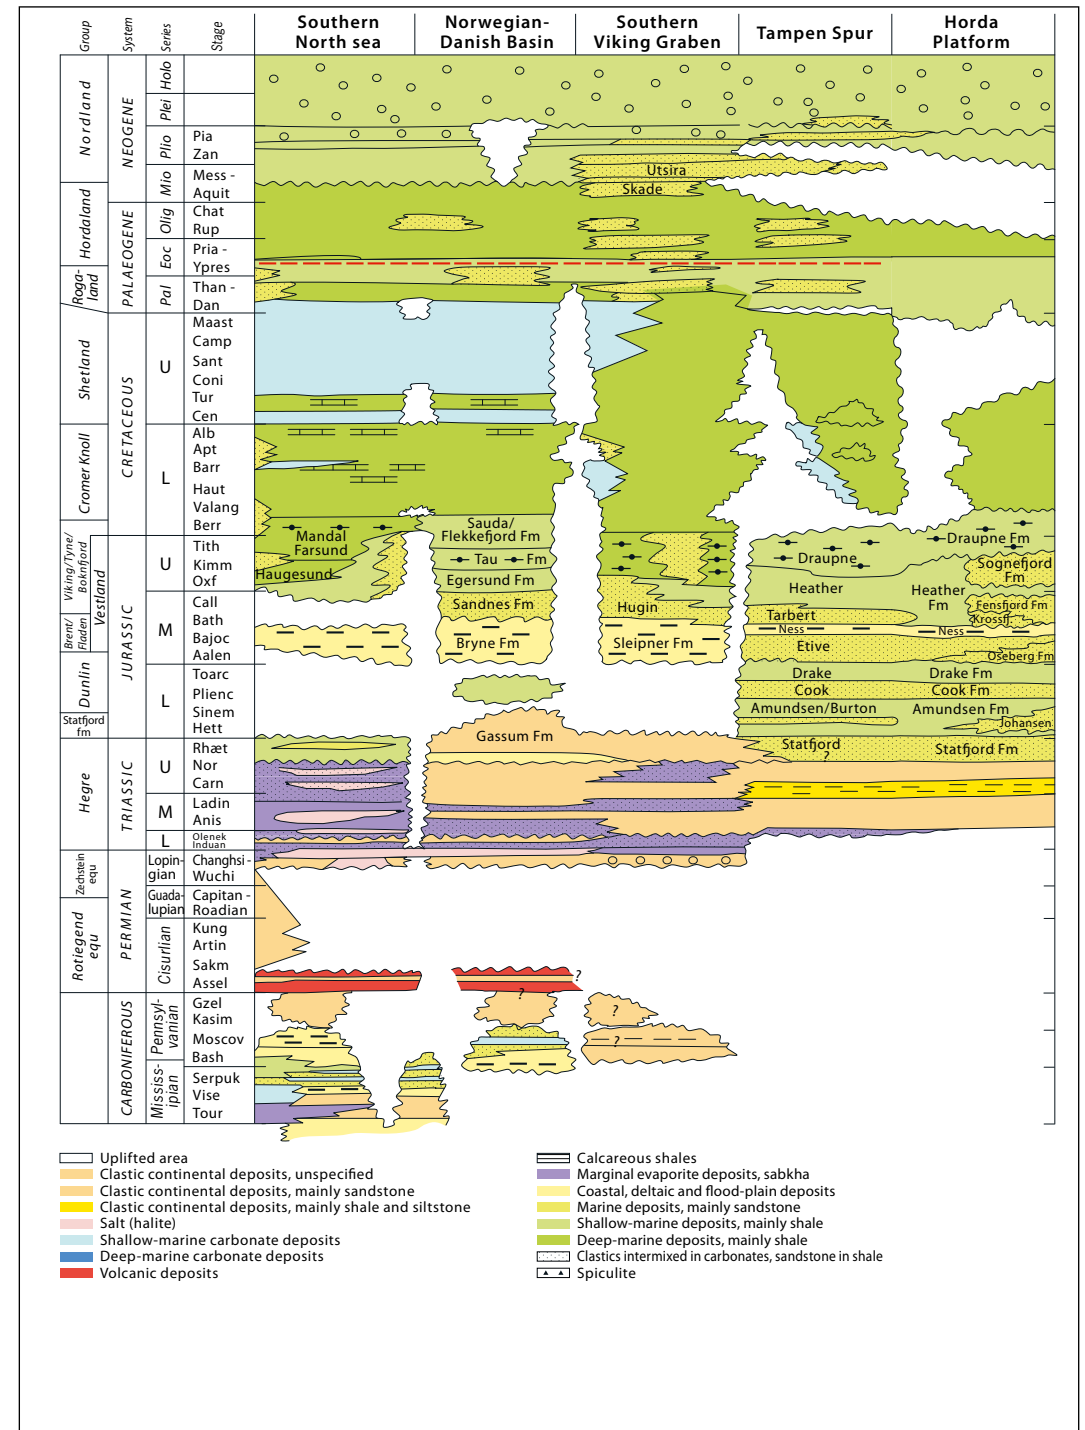 Group
System
Series
Stage
Southern
North sea
Norwegian-
Danish Basin
Southern
Viking Graben
Tampen Spur
Horda
Platform
Nordland
Hordaland
Roga-
land
Shetland
Cromer Knoll
Viking/Tyne/
Boknfjord
Vestland
Brent/
Fladen
Dunlin
Statfjord
fm
Hegre
Zechstein
equ
Rotiegend
equ
NEOGENE
PALAEOGENE
CRETACEOUS
JURASSIC
TRIASSIC
PERMIAN
CARBONIFEROUS
Holo
Plei
Plio
Mio
Olig
Eoc
Pal
U
L
U
M
L
U
M
L
Lopin-
gian
Guada-
lupian
Cisurlian
Pennsyl-
vanian
Mississ-
ipian
Pia
Zan
Mess -
Aquit
Chat
Rup
Pria -
Ypres
Than -
Dan
Maast
Camp
Sant
Coni
Tur
Cen
Alb
Apt
Barr
Haut
Valang
Berr
Tith
Kimm
Oxf
Call
Bath
Bajoc
Aalen
Toarc
Plienc
Sinem
Hett
Rhæt
Nor
Carn
Ladin
Anis
Olenek
Induan
Changhsi -
Wuchi
Capitan -
Roadian
Kung
Artin
Sakm
Assel
Gzel
Kasim
Moscov
Bash
Serpuk
Vise
Tour
Utsira
Skade
Mandal
Farsund
Haugesund
Sauda/
Flekkefjord Fm
Tau Fm
Egersund Fm
Sandnes Fm
Bryne Fm
Hugin
Sleipner Fm
Draupne
Heather
Tarbert
Ness
Etive
Drake
Cook
Amundsen/Burton
Statfjord
?
Draupne Fm
Sognefjord
Fm
Heather
Fm
Fensfjord Fm
Krossfj.
Ness
Oseberg Fm
Drake Fm
Cook Fm
Amundsen Fm
Johansen
Statfjord Fm
Gassum Fm
?
?
?
?
Uplifted area
Clastic continental deposits, unspecified
Clastic continental deposits, mainly sandstone
Clastic continental deposits, mainly shale and siltstone
Salt (halite)
Shallow-marine carbonate deposits
Deep-marine carbonate deposits
Volcanic deposits
Calcareous shales
Marginal evaporite deposits, sabkha
Coastal, deltaic and flood-plain deposits
Marine deposits, mainly sandstone
Shallow-marine deposits, mainly shale
Deep-marine deposits, mainly shale
Clastics intermixed in carbonates, sandstone in shale
Spiculite